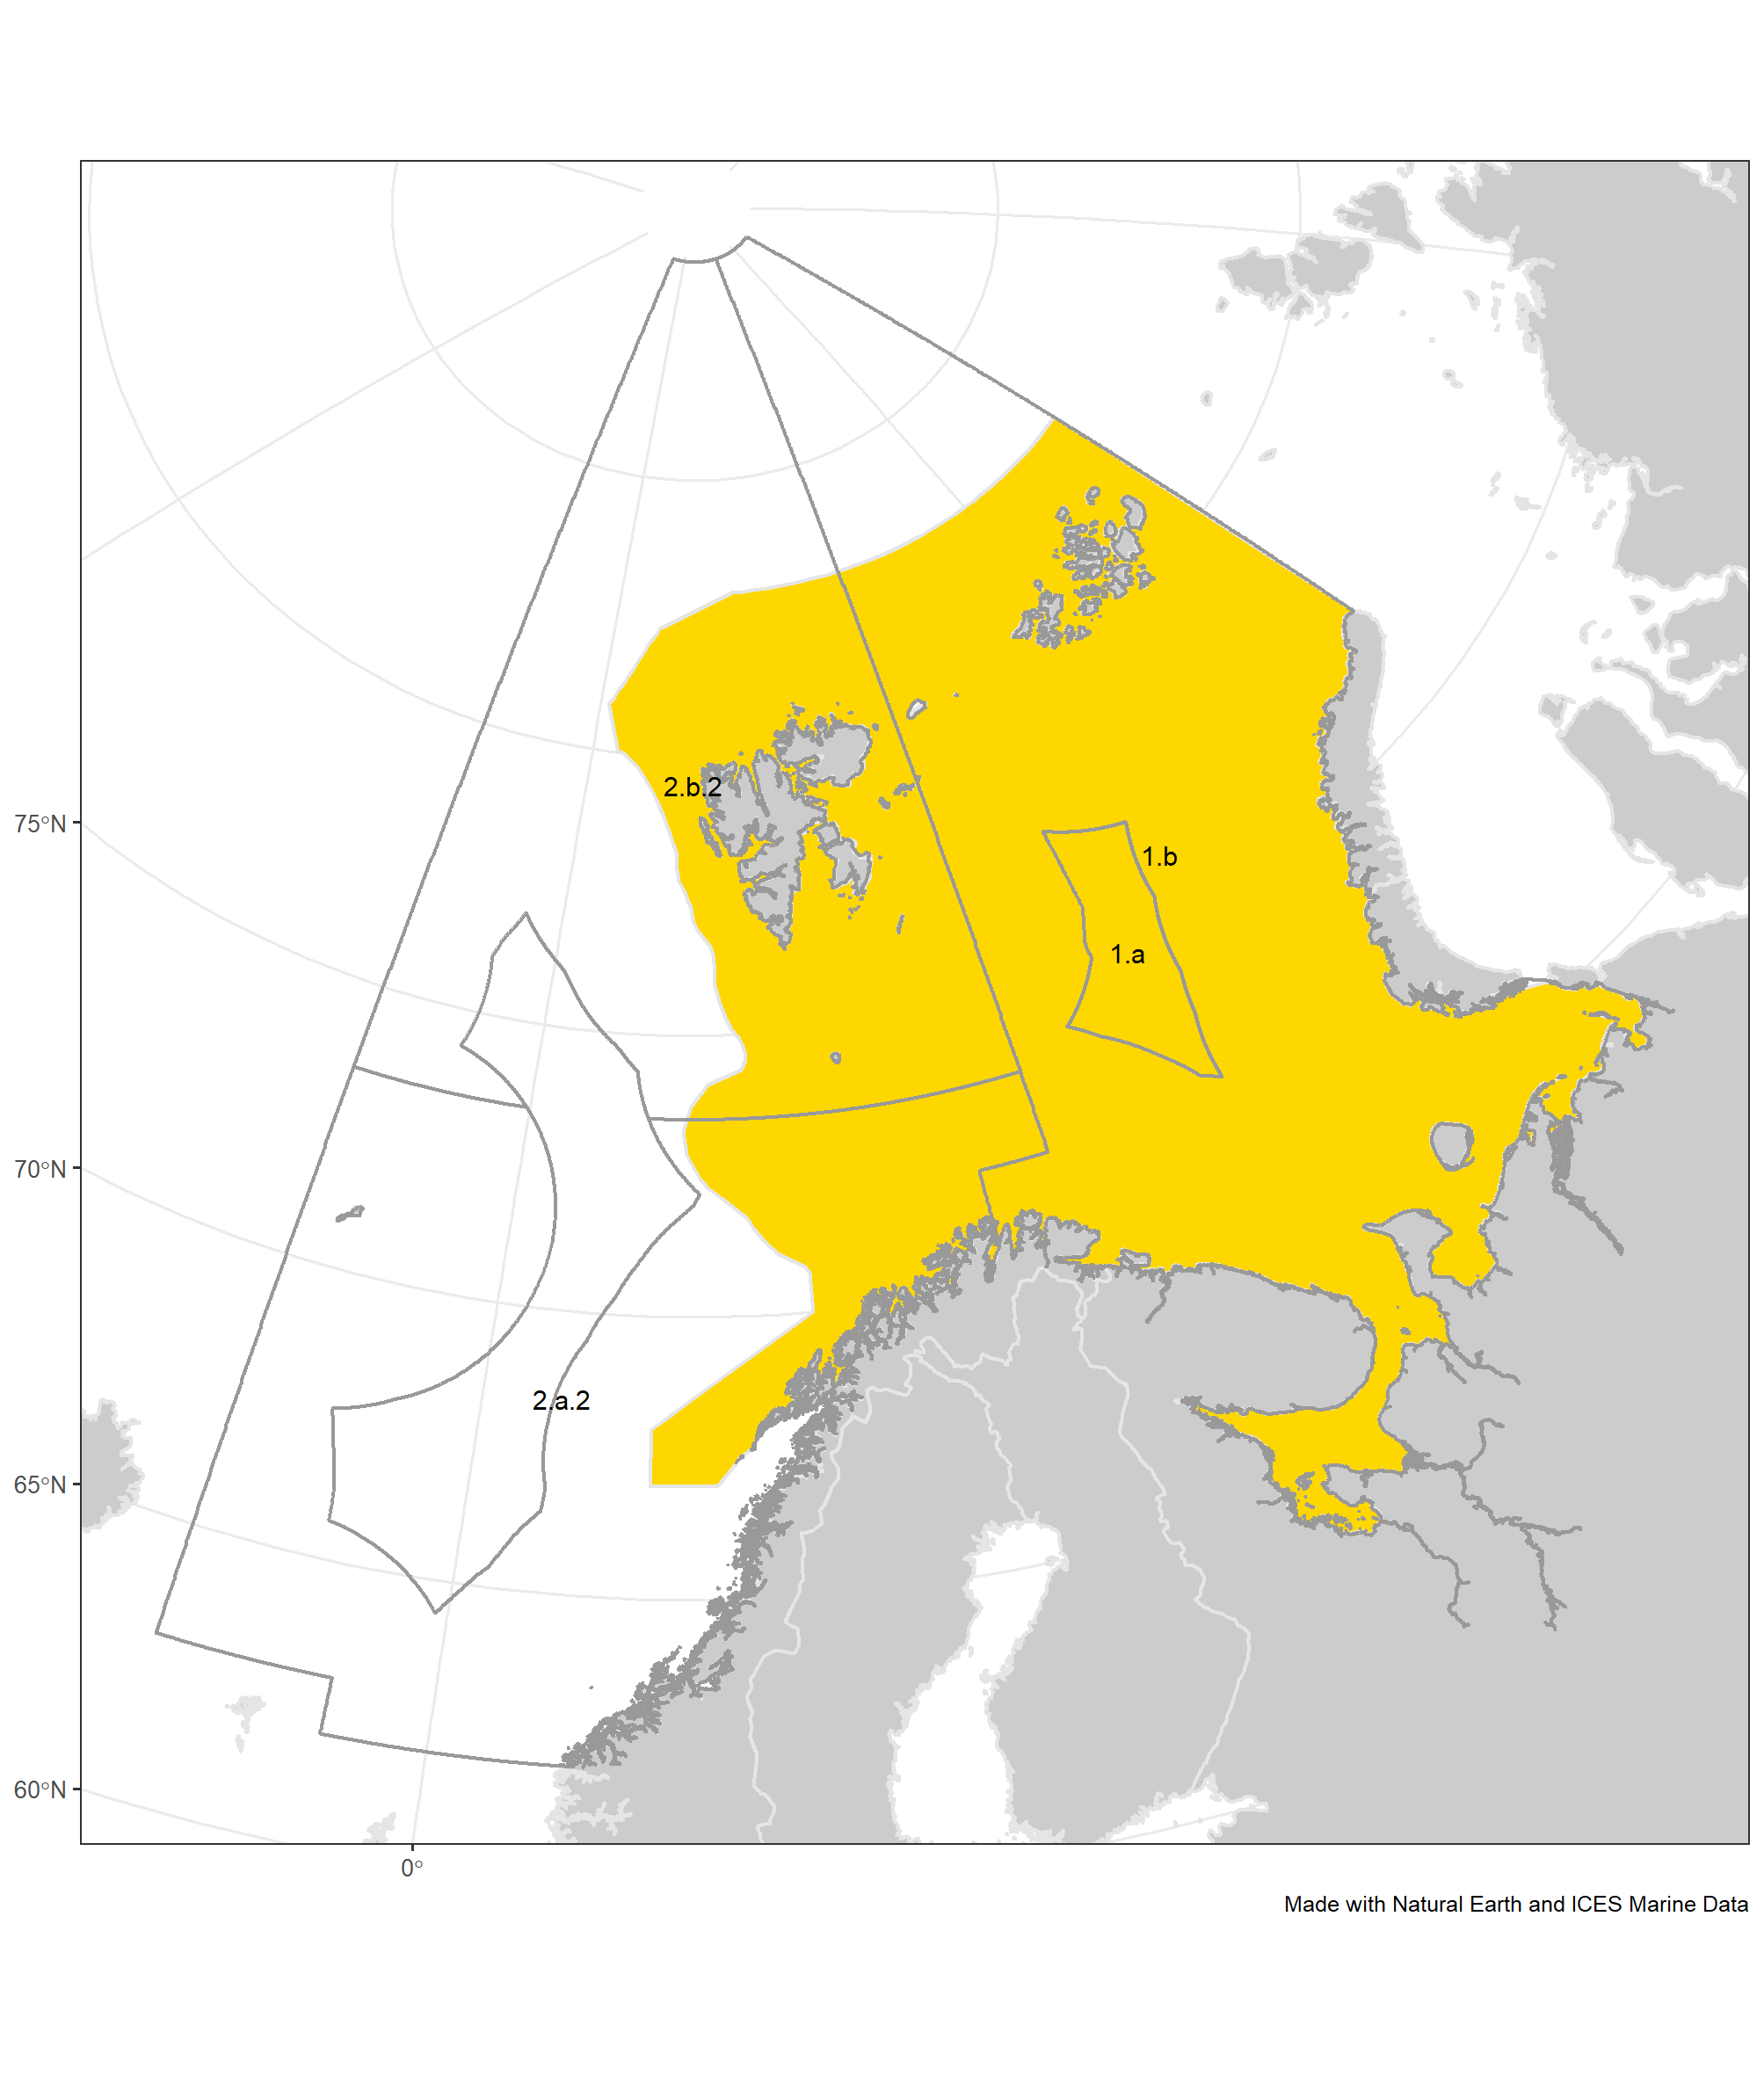 2.b.2
75°N
1.b
1.a
70°N
2.a.2
65°N
60°N
0°
Made with Natural Earth and ICES Marine Data